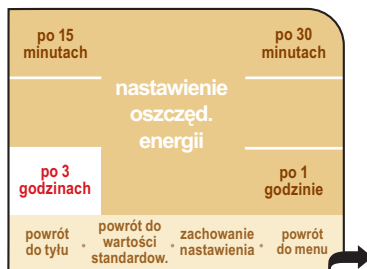 po 15
minutach
po 30
minutach
nastawienie
oszczęd.
energii
po 3
godzinach
po 1
godzinie
powrót
do tyłu
powrót do
wartości
standardow.
zachowanie
nastawienia
powrót
do menu